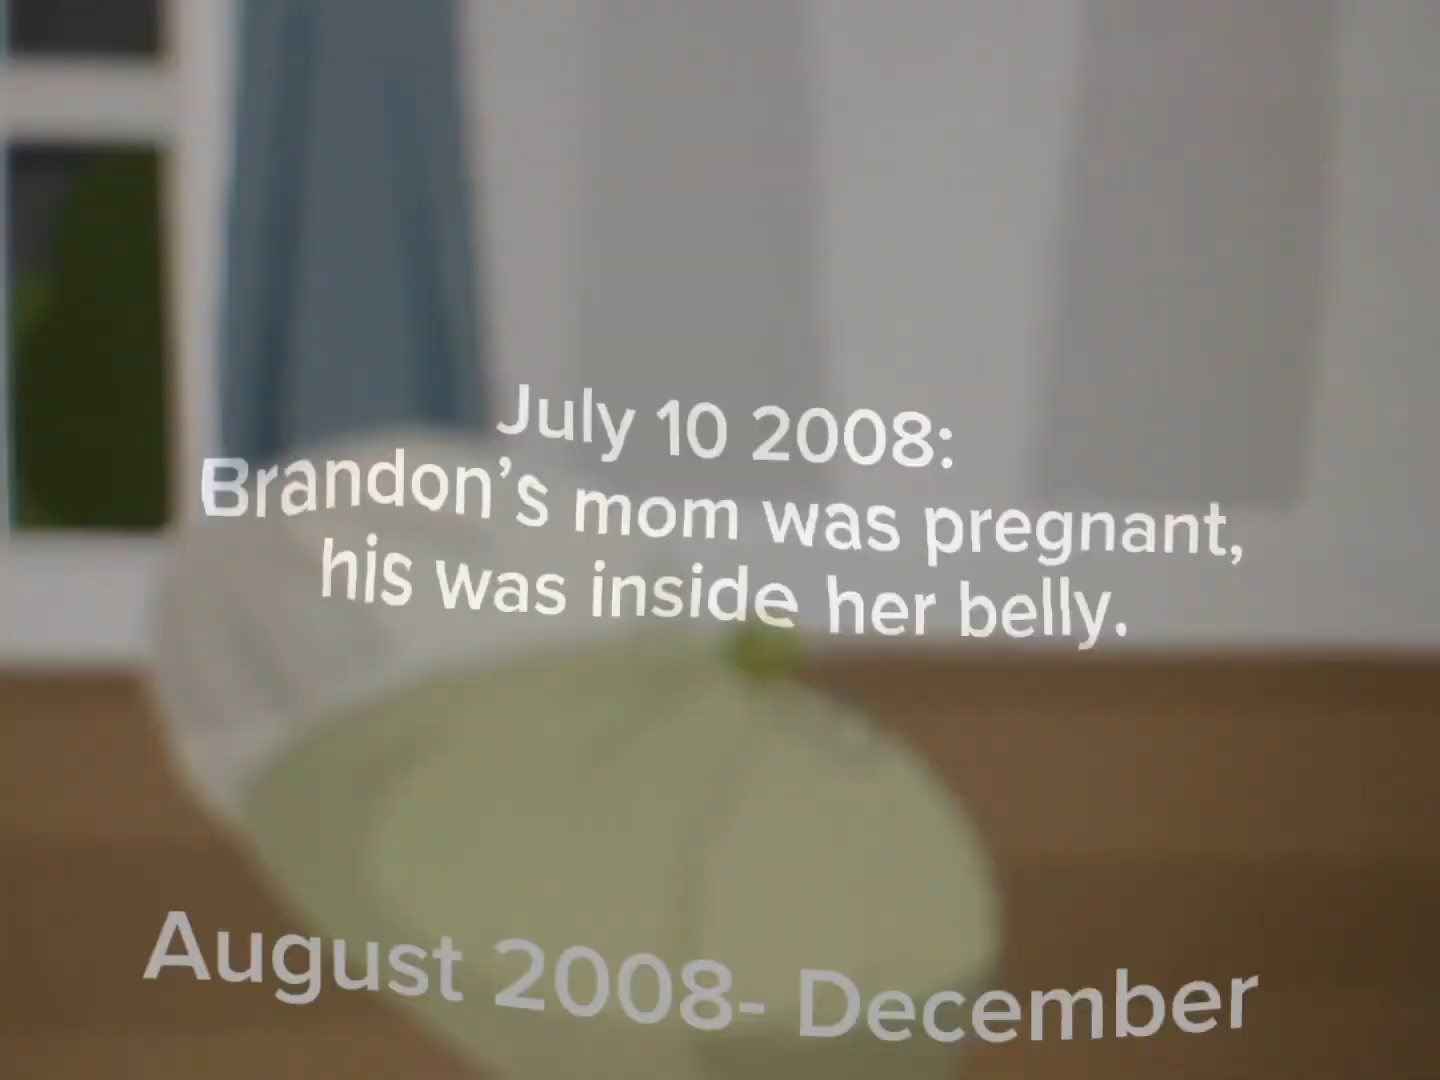 July 10 2008:
Brandon’s mom was pregnant,
his was inside her belly.
August 2008- December